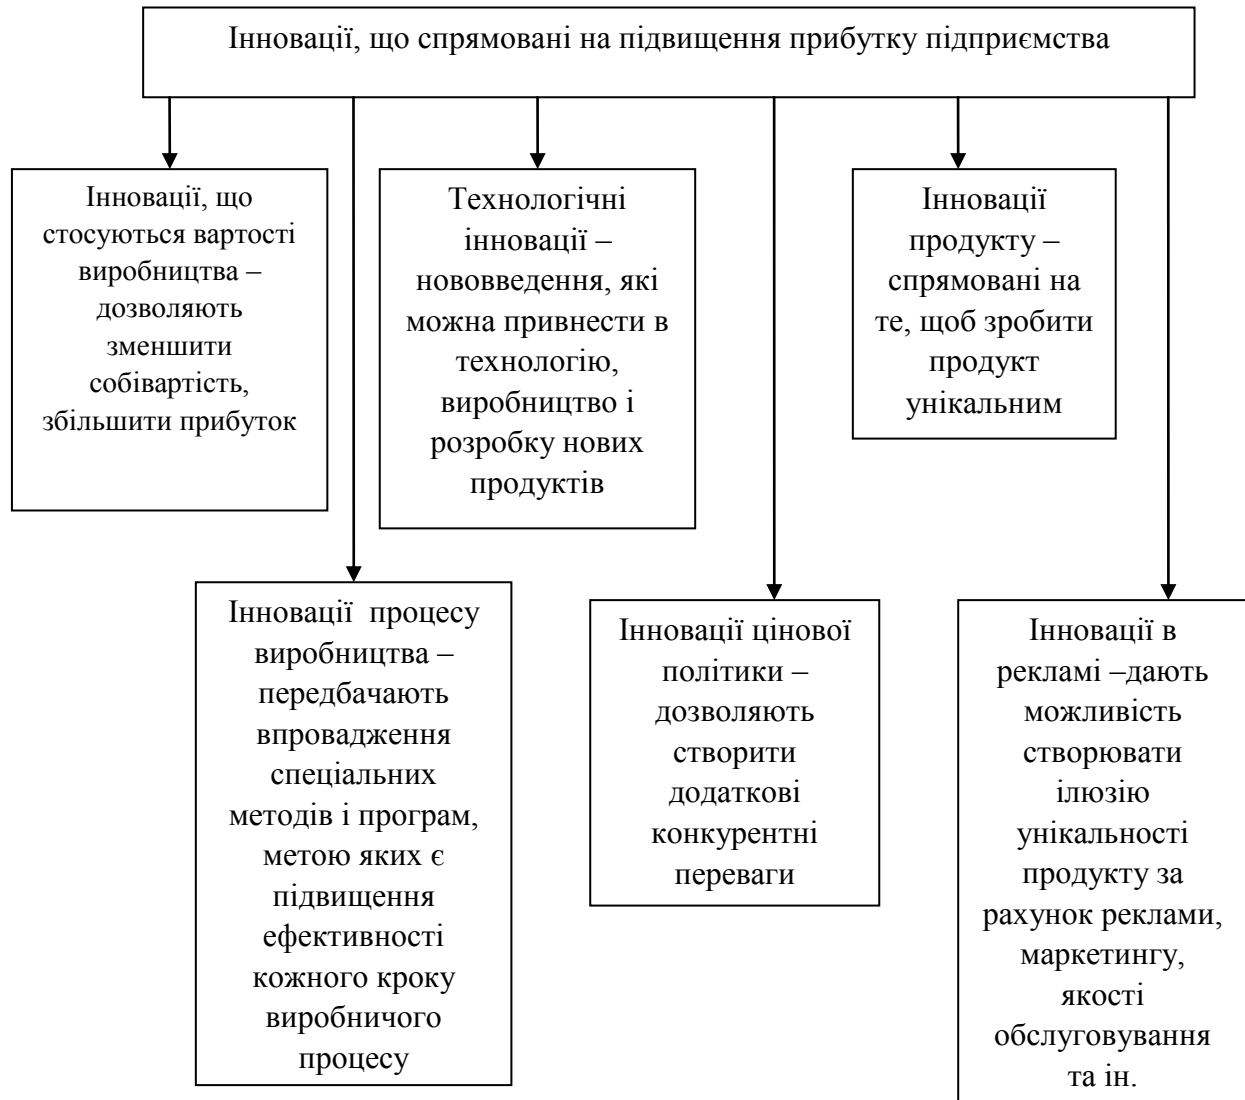 Інновації, що спрямовані на підвищення прибутку підприємства
Інновації, що
стосуються вартості
виробництва –
дозволяють
зменшити
собівартість,
збільшити прибуток
Технологічні
інновації –
нововведення, які
можна привнести в
технологію,
виробництво і
розробку нових
продуктів
Інновації
продукту –
спрямовані на
те, щоб зробити
продукт
унікальним
Інновації  процесу
виробництва –
передбачають
впровадження
спеціальних
методів і програм,
метою яких є
підвищення
ефективності
кожного кроку
виробничого
процесу
Інновації цінової
політики –
дозволяють
створити
додаткові
конкурентні
переваги
Інновації в
рекламі –дають
можливість
створювати
ілюзію
унікальності
продукту за
рахунок реклами,
маркетингу,
якості
обслуговування
та ін.